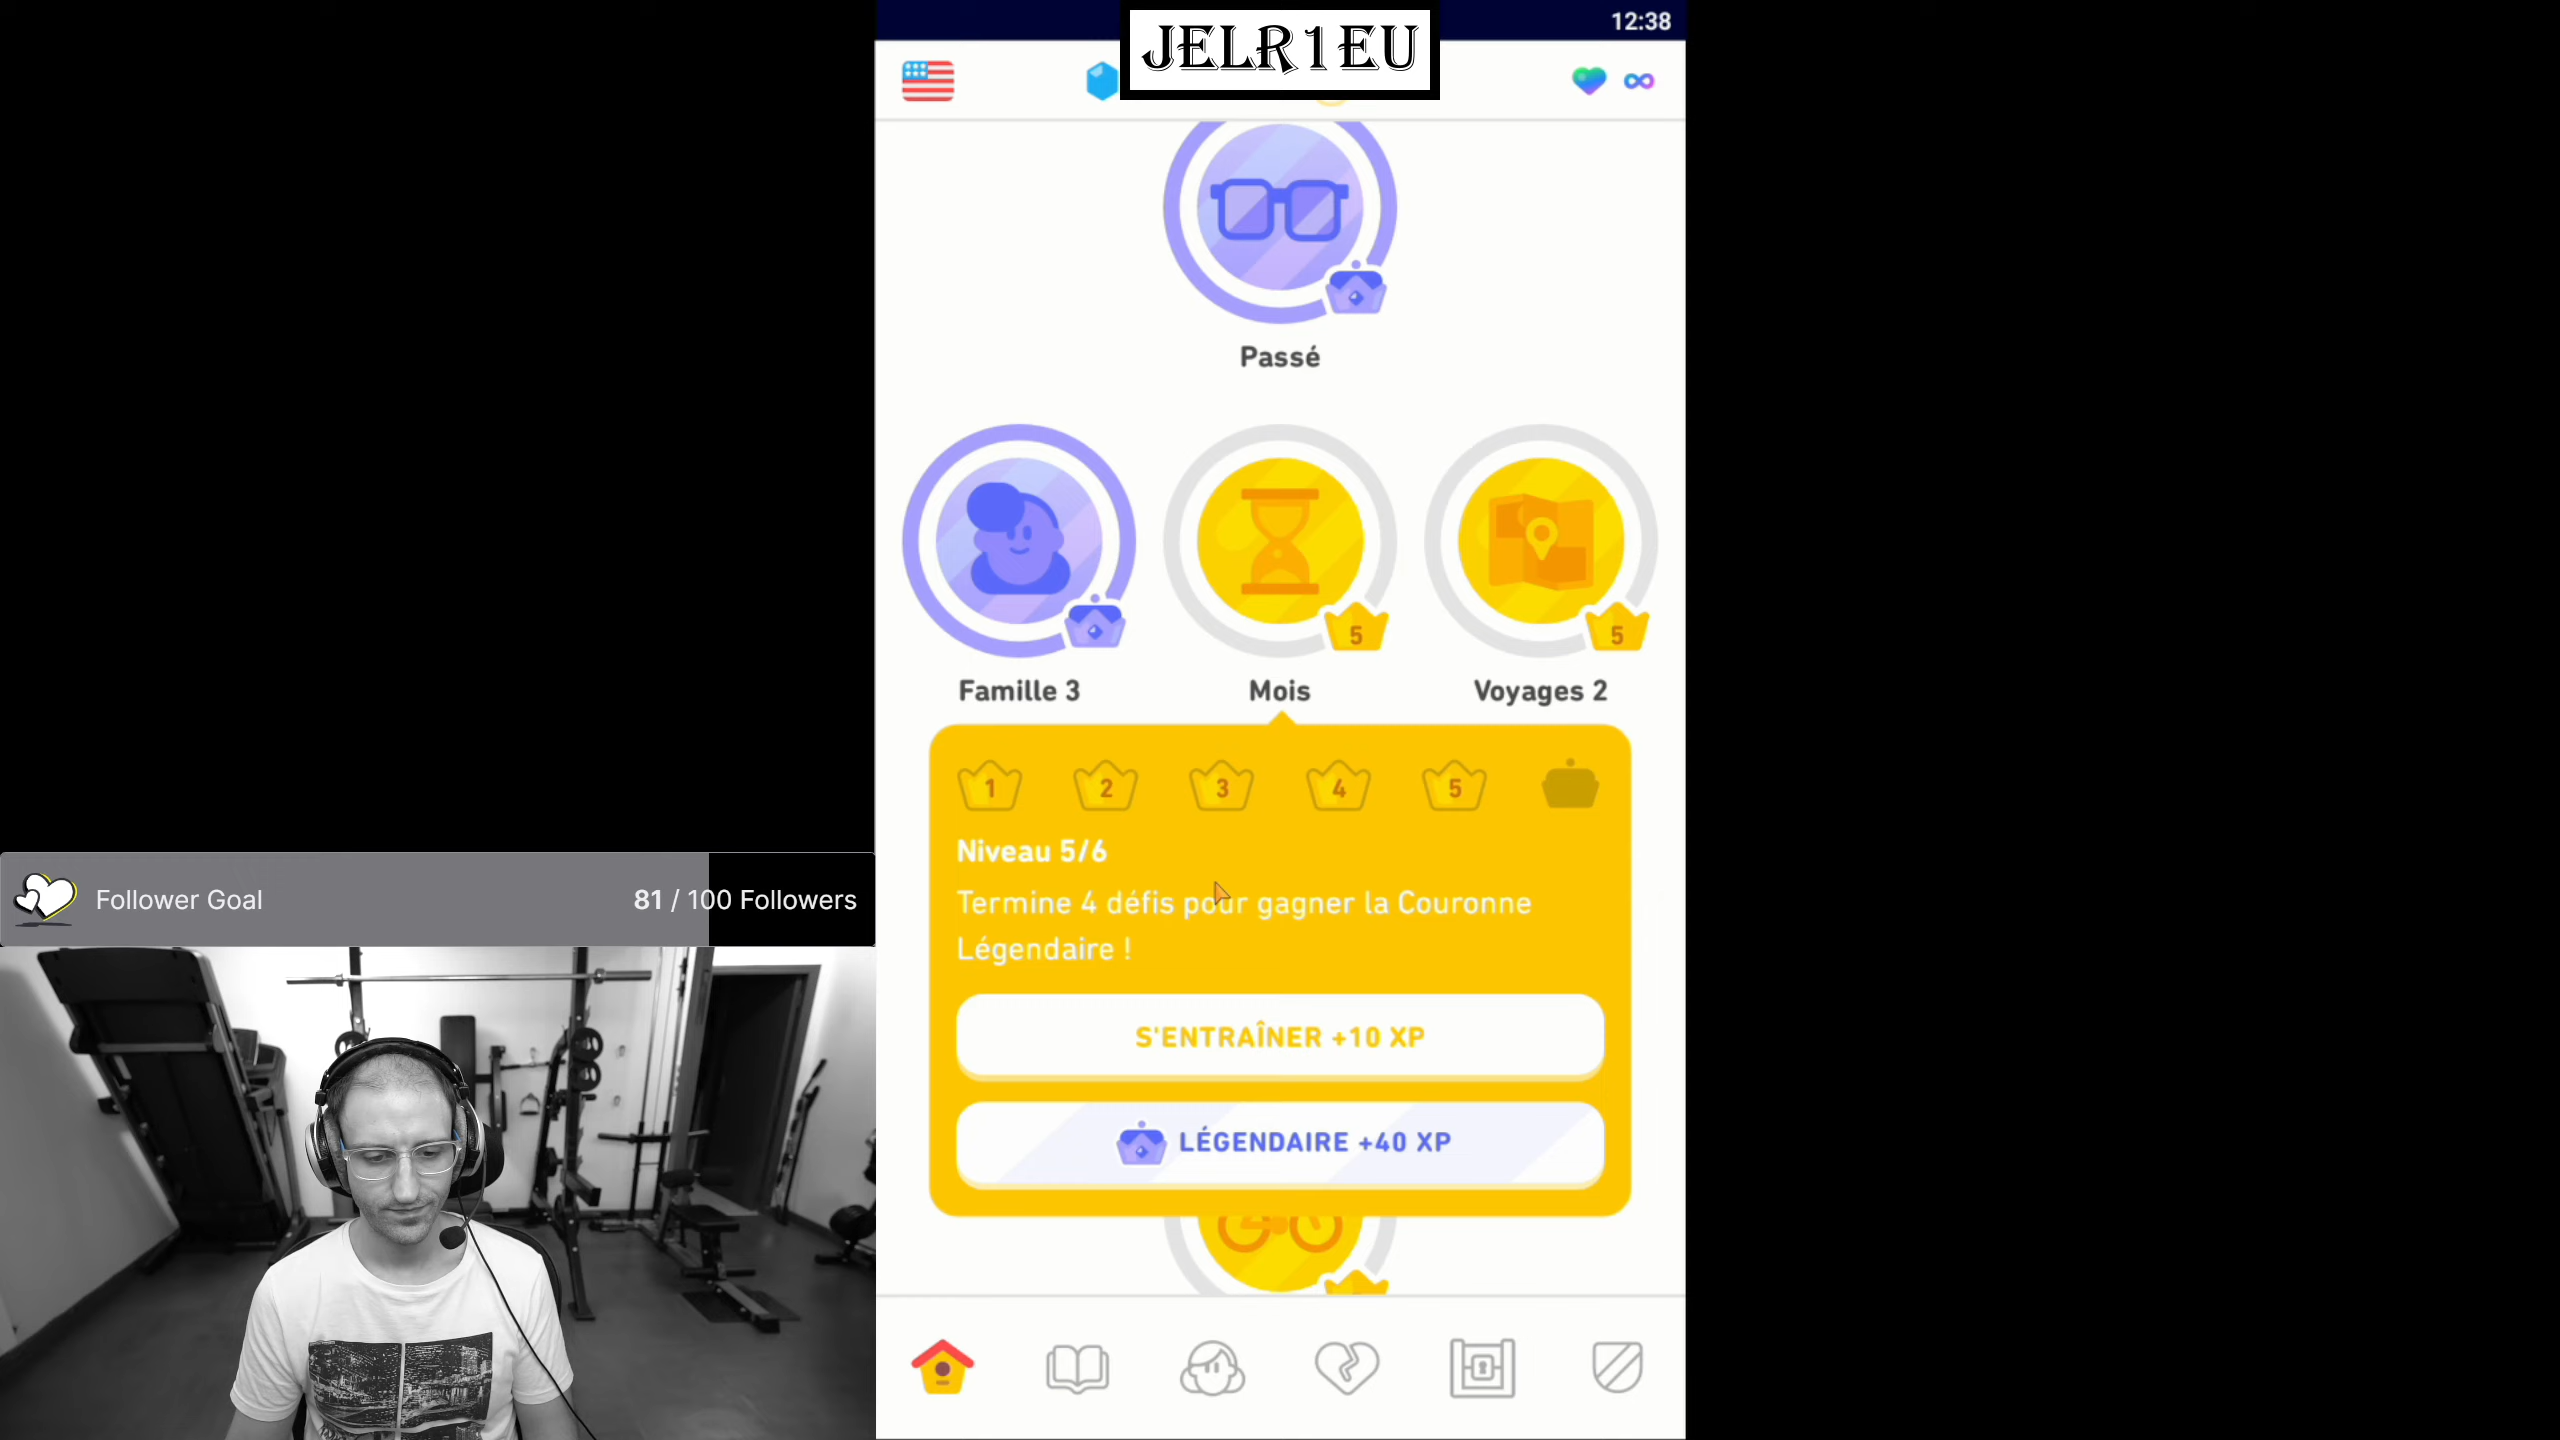 12:38
JELR1EU
Passé
5
5
Famille 3
Mois
Voyages 2
1
2
3
4
5
Niveau 5/6
Termine 4 défis pour gagner la Couronne
Légendaire !
S'ENTRAÎNER +10 XP
LÉGENDAIRE +40 XP
Follower Goal
81 / 100 Followers